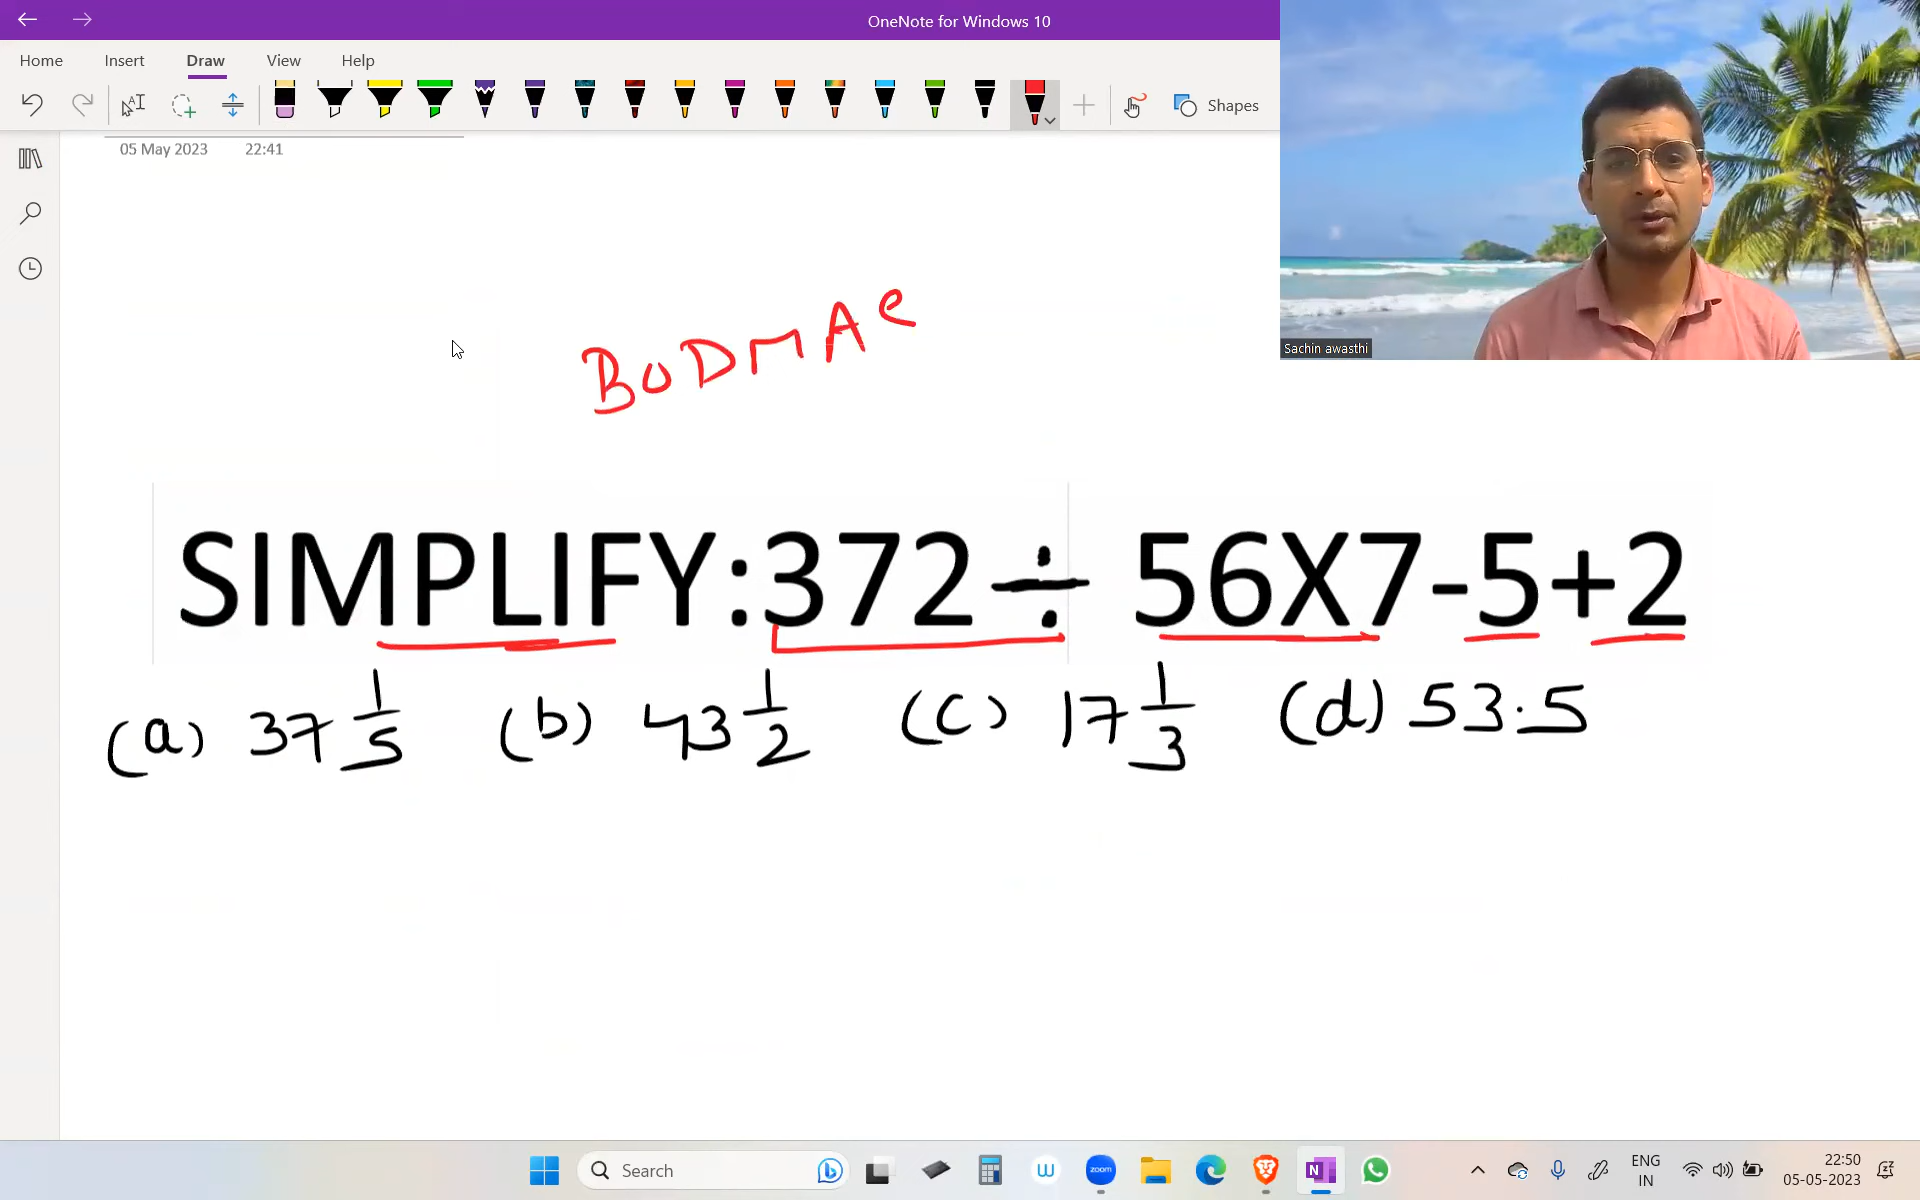 OneNote for Windows 10
Home Insert Draw View Help
Shapes
05 May 2023 22:41
Sachin awasthi
BODMAS
SIMPLIFY:372÷ 56X7-5+2
(a) 37 1/5 (b) 43 1/2 (c) 17 1/3 (d) 53.5
Search
zoom
ENG
IN
22:50
05-05-2023